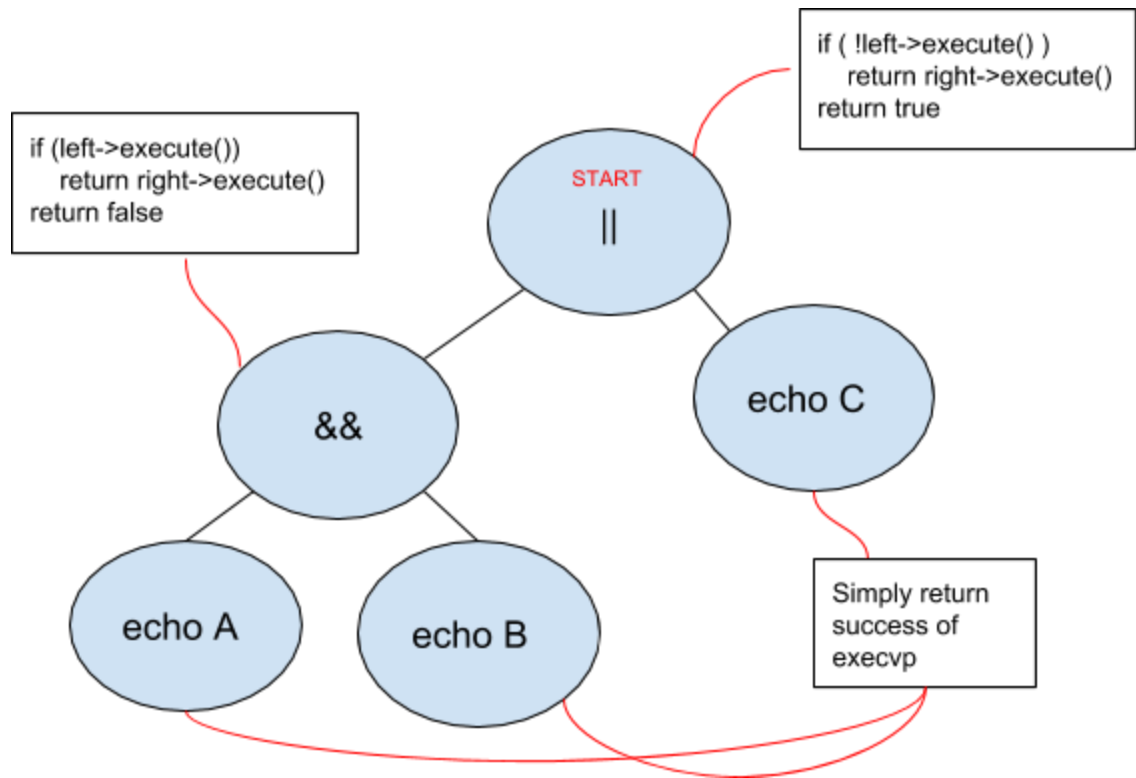 if ( !left->execute() )
return right->execute()
return true
if (left->execute())
return right->execute()
return false
START
||
echo C
&&
echo A
echo B
Simply return
success of
execvp